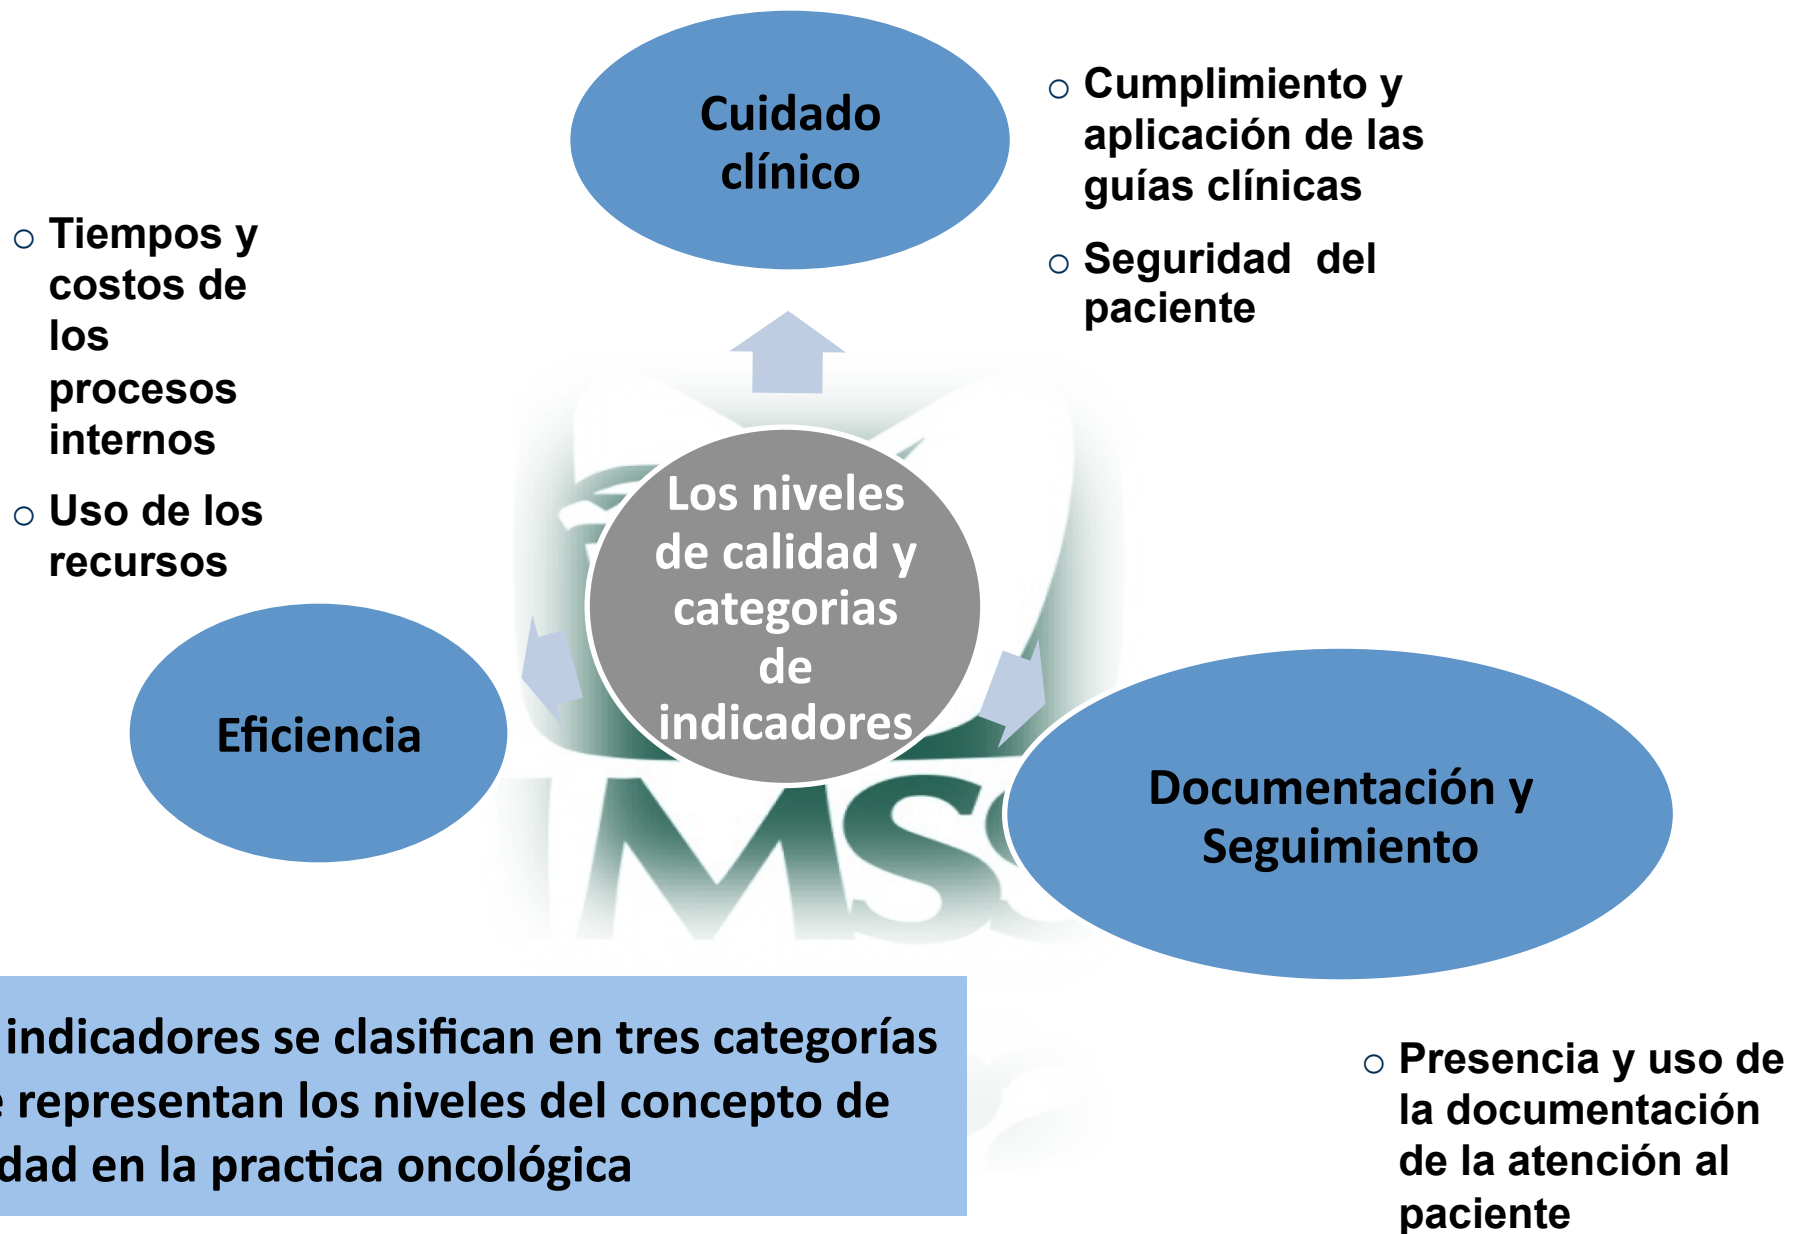 Cuidado
clínico
○ Cumplimiento y
aplicación de las
guías clínicas
○ Seguridad del
paciente
○ Tiempos y
costos de
los
procesos
internos
○ Uso de los
recursos
Los niveles
de calidad y
categorias
de
indicadores
Eficiencia
Documentación y
Seguimiento
IMSS
indicadores se clasifican en tres categorías
e representan los niveles del concepto de
dad en la practica oncológica
○ Presencia y uso de
la documentación
de la atención al
paciente